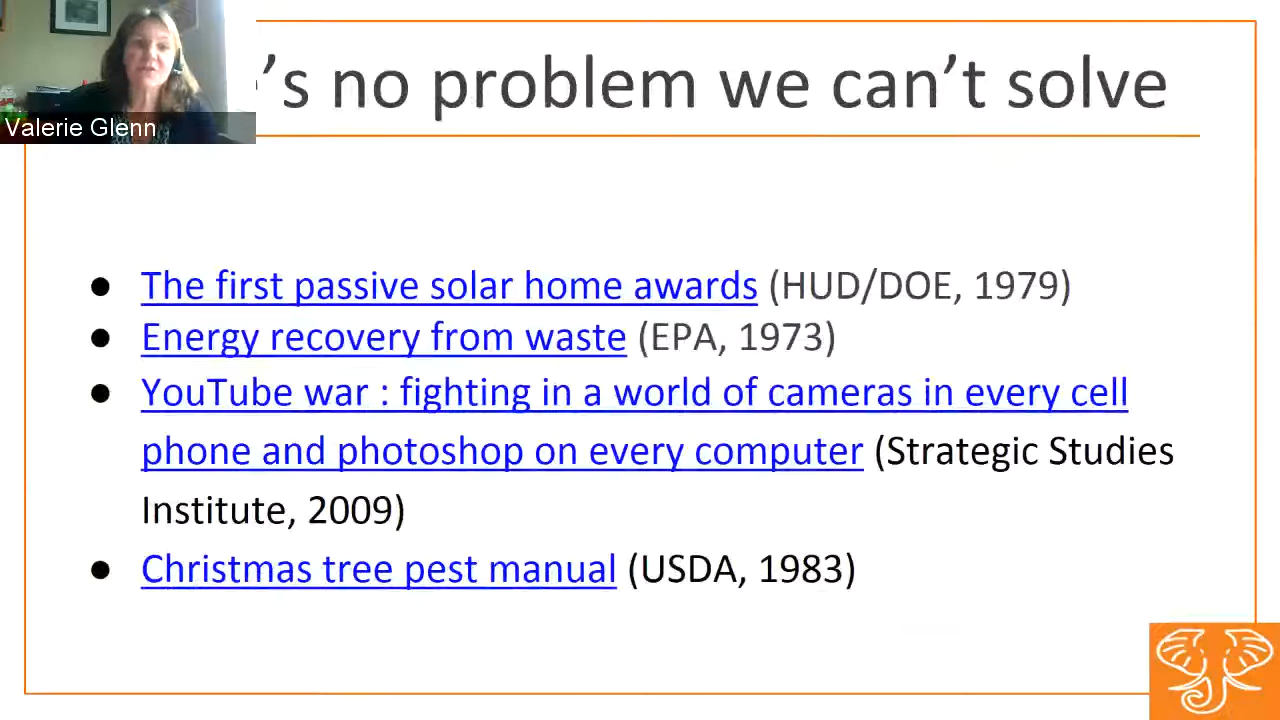 ’s no problem we can’t solve
Valerie Glenn
● The first passive solar home awards (HUD/DOE, 1979)
● Energy recovery from waste (EPA, 1973)
● YouTube war : fighting in a world of cameras in every cell
phone and photoshop on every computer (Strategic Studies
Institute, 2009)
● Christmas tree pest manual (USDA, 1983)